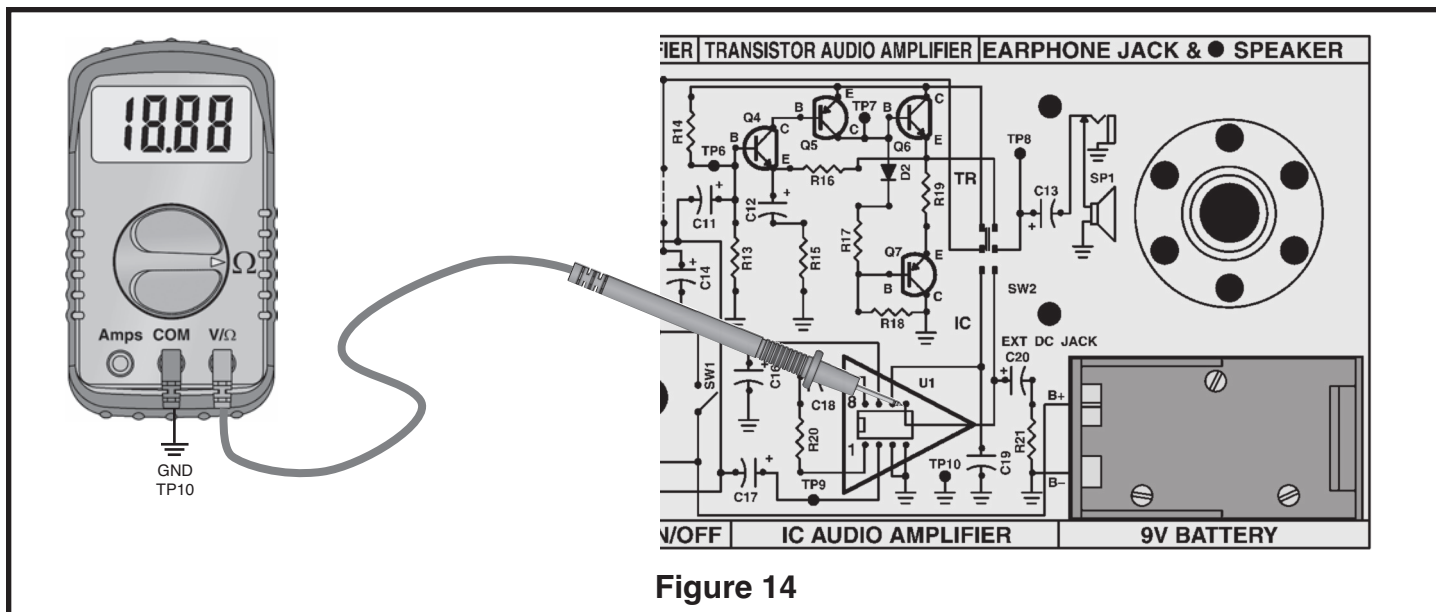 18.88
Ω
Amps COM V/Ω
GND
TP10
FIER TRANSISTOR AUDIO AMPLIFIER EARPHONE JACK & ● SPEAKER
R14
Q4
B
C
E
TP6
B
E
C
Q5
TP7
B
C
E
Q6
R16
D2
TR
R19
TP8
C13
+
SP1
C11
+
C12
+
R13
R15
R17
Q7
E
B
C
R18
C14
+
SW2
IC
EXT DC JACK
C20
+
SW1
C16
+
C18
U1
8
1
R20
R21
B+
B–
C17
+
TP9
TP10
C19
N/OFF IC AUDIO AMPLIFIER 9V BATTERY
Figure 14